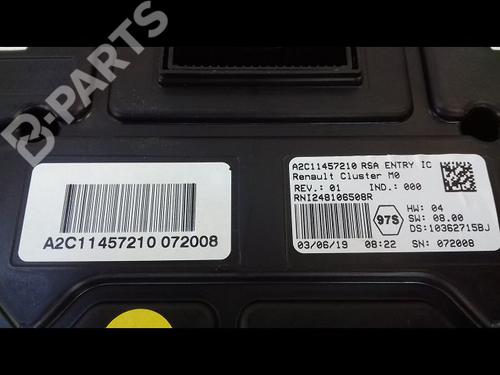 B-PARTS
A2C11457210 072008
A2C11457210 RSA ENTRY IC
Renault Cluster M0
REV.: 01 IND.: 000
RNI248106508R
97S
HW: 04
SW: 08.00
DS:10362715BJ
03/06/19 08:22 SN: 072008